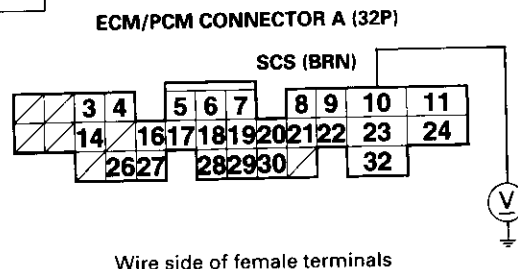 ECM/PCM CONNECTOR A (32P)
SCS (BRN)
3 4 5 6 7 8 9 10 11
14 16 17 18 19 20 21 22 23 24
26 27 28 29 30 32
V
Wire side of female terminals